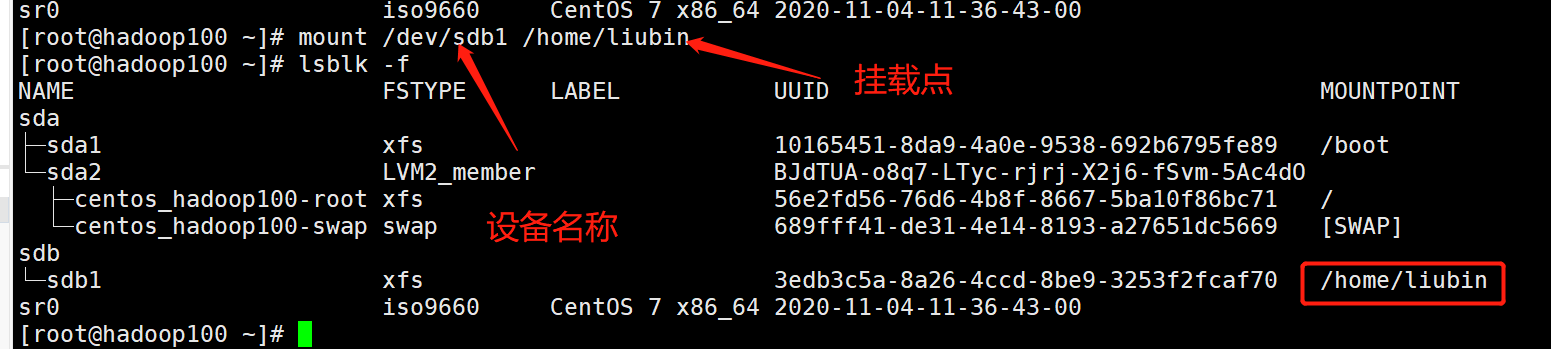 sr0 iso9660 CentOS 7 x86_64 2020-11-04-11-36-43-00
[root@hadoop100 ~]# mount /dev/sdb1 /home/liubin
[root@hadoop100 ~]# lsblk -f
挂载点
NAME FSTYPE LABEL UUID MOUNTPOINT
sda
├─sda1 xfs 10165451-8da9-4a0e-9538-692b6795fe89 /boot
└─sda2 LVM2_member BJdTUA-o8q7-LTyc-rjrj-X2j6-fSvm-5Ac4dO
├─centos_hadoop100-root xfs 56e2fd56-76d6-4b8f-8667-5ba10f86bc71 /
└─centos_hadoop100-swap swap 689fff41-de31-4e14-8193-a27651dc5669 [SWAP]
设备名称
sdb
└─sdb1 xfs 3edb3c5a-8a26-4ccd-8be9-3253f2fcaf70 /home/liubin
sr0 iso9660 CentOS 7 x86_64 2020-11-04-11-36-43-00
[root@hadoop100 ~]#